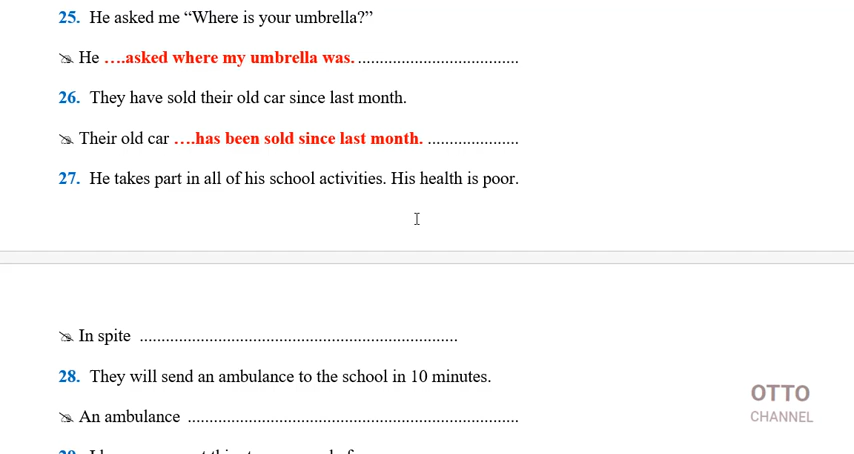 25. He asked me “Where is your umbrella?”
He ….asked where my umbrella was. .....................................
26. They have sold their old car since last month.
Their old car ….has been sold since last month. .....................
27. He takes part in all of his school activities. His health is poor.
In spite .........................................................................
28. They will send an ambulance to the school in 10 minutes.
An ambulance ............................................................................
OTTO
CHANNEL